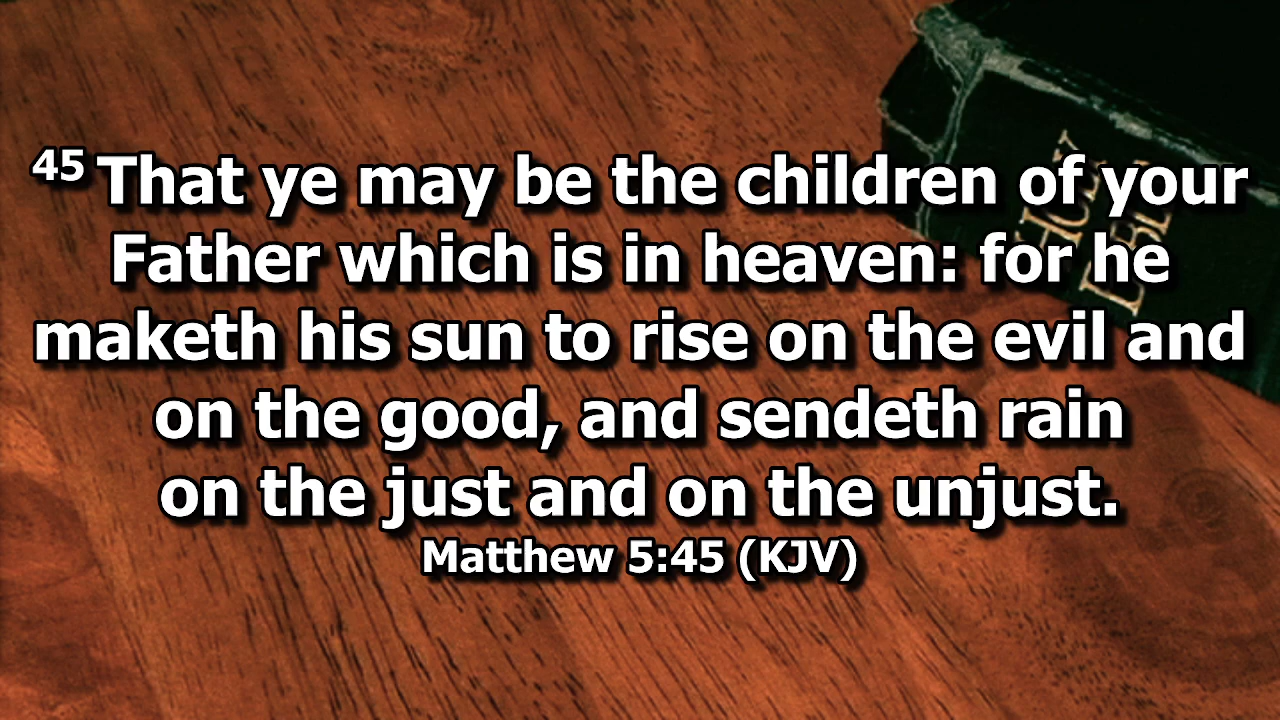 HOLY
BIBLE
45 That ye may be the children of your
Father which is in heaven: for he
maketh his sun to rise on the evil and
on the good, and sendeth rain
on the just and on the unjust.
Matthew 5:45 (KJV)